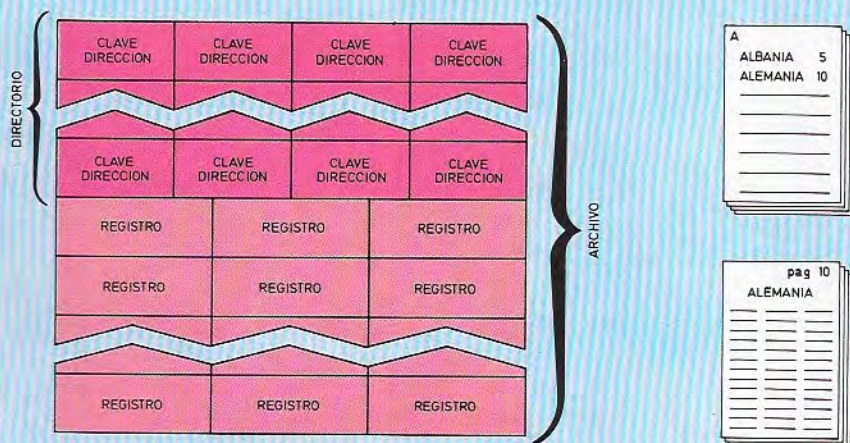 DIRECTORIO
CLAVE DIRECCION CLAVE DIRECCION CLAVE DIRECCION CLAVE DIRECCION
CLAVE DIRECCION CLAVE DIRECCION CLAVE DIRECCION CLAVE DIRECCION
REGISTRO REGISTRO REGISTRO
REGISTRO REGISTRO REGISTRO
REGISTRO REGISTRO REGISTRO
ARCHIVO
A
ALBANIA 5
ALEMANIA 10
pag 10
ALEMANIA